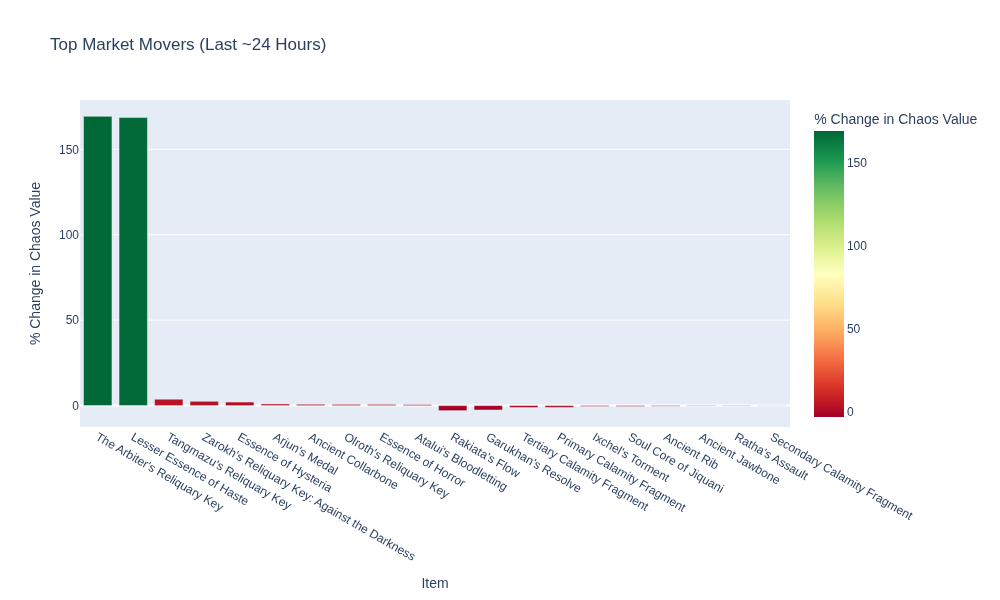 Top Market Movers (Last ~24 Hours)
% Change in Chaos Value
150
100
50
0
The Arbiter's Reliquary Key
Lesser Essence of Haste
Tangmazu's Reliquary Key
Zarokh's Reliquary Key: Against the Darkness
Essence of Hysteria
Arjun's Medal
Ancient Collarbone
Olroth's Reliquary Key
Essence of Horror
Atalui's Bloodletting
Rakiata's Flow
Garukhan's Resolve
Tertiary Calamity Fragment
Primary Calamity Fragment
Ixchel's Torment
Soul Core of Jiquani
Ancient Rib
Ancient Jawbone
Ratha's Assault
Secondary Calamity Fragment
Item
% Change in Chaos Value
150
100
50
0